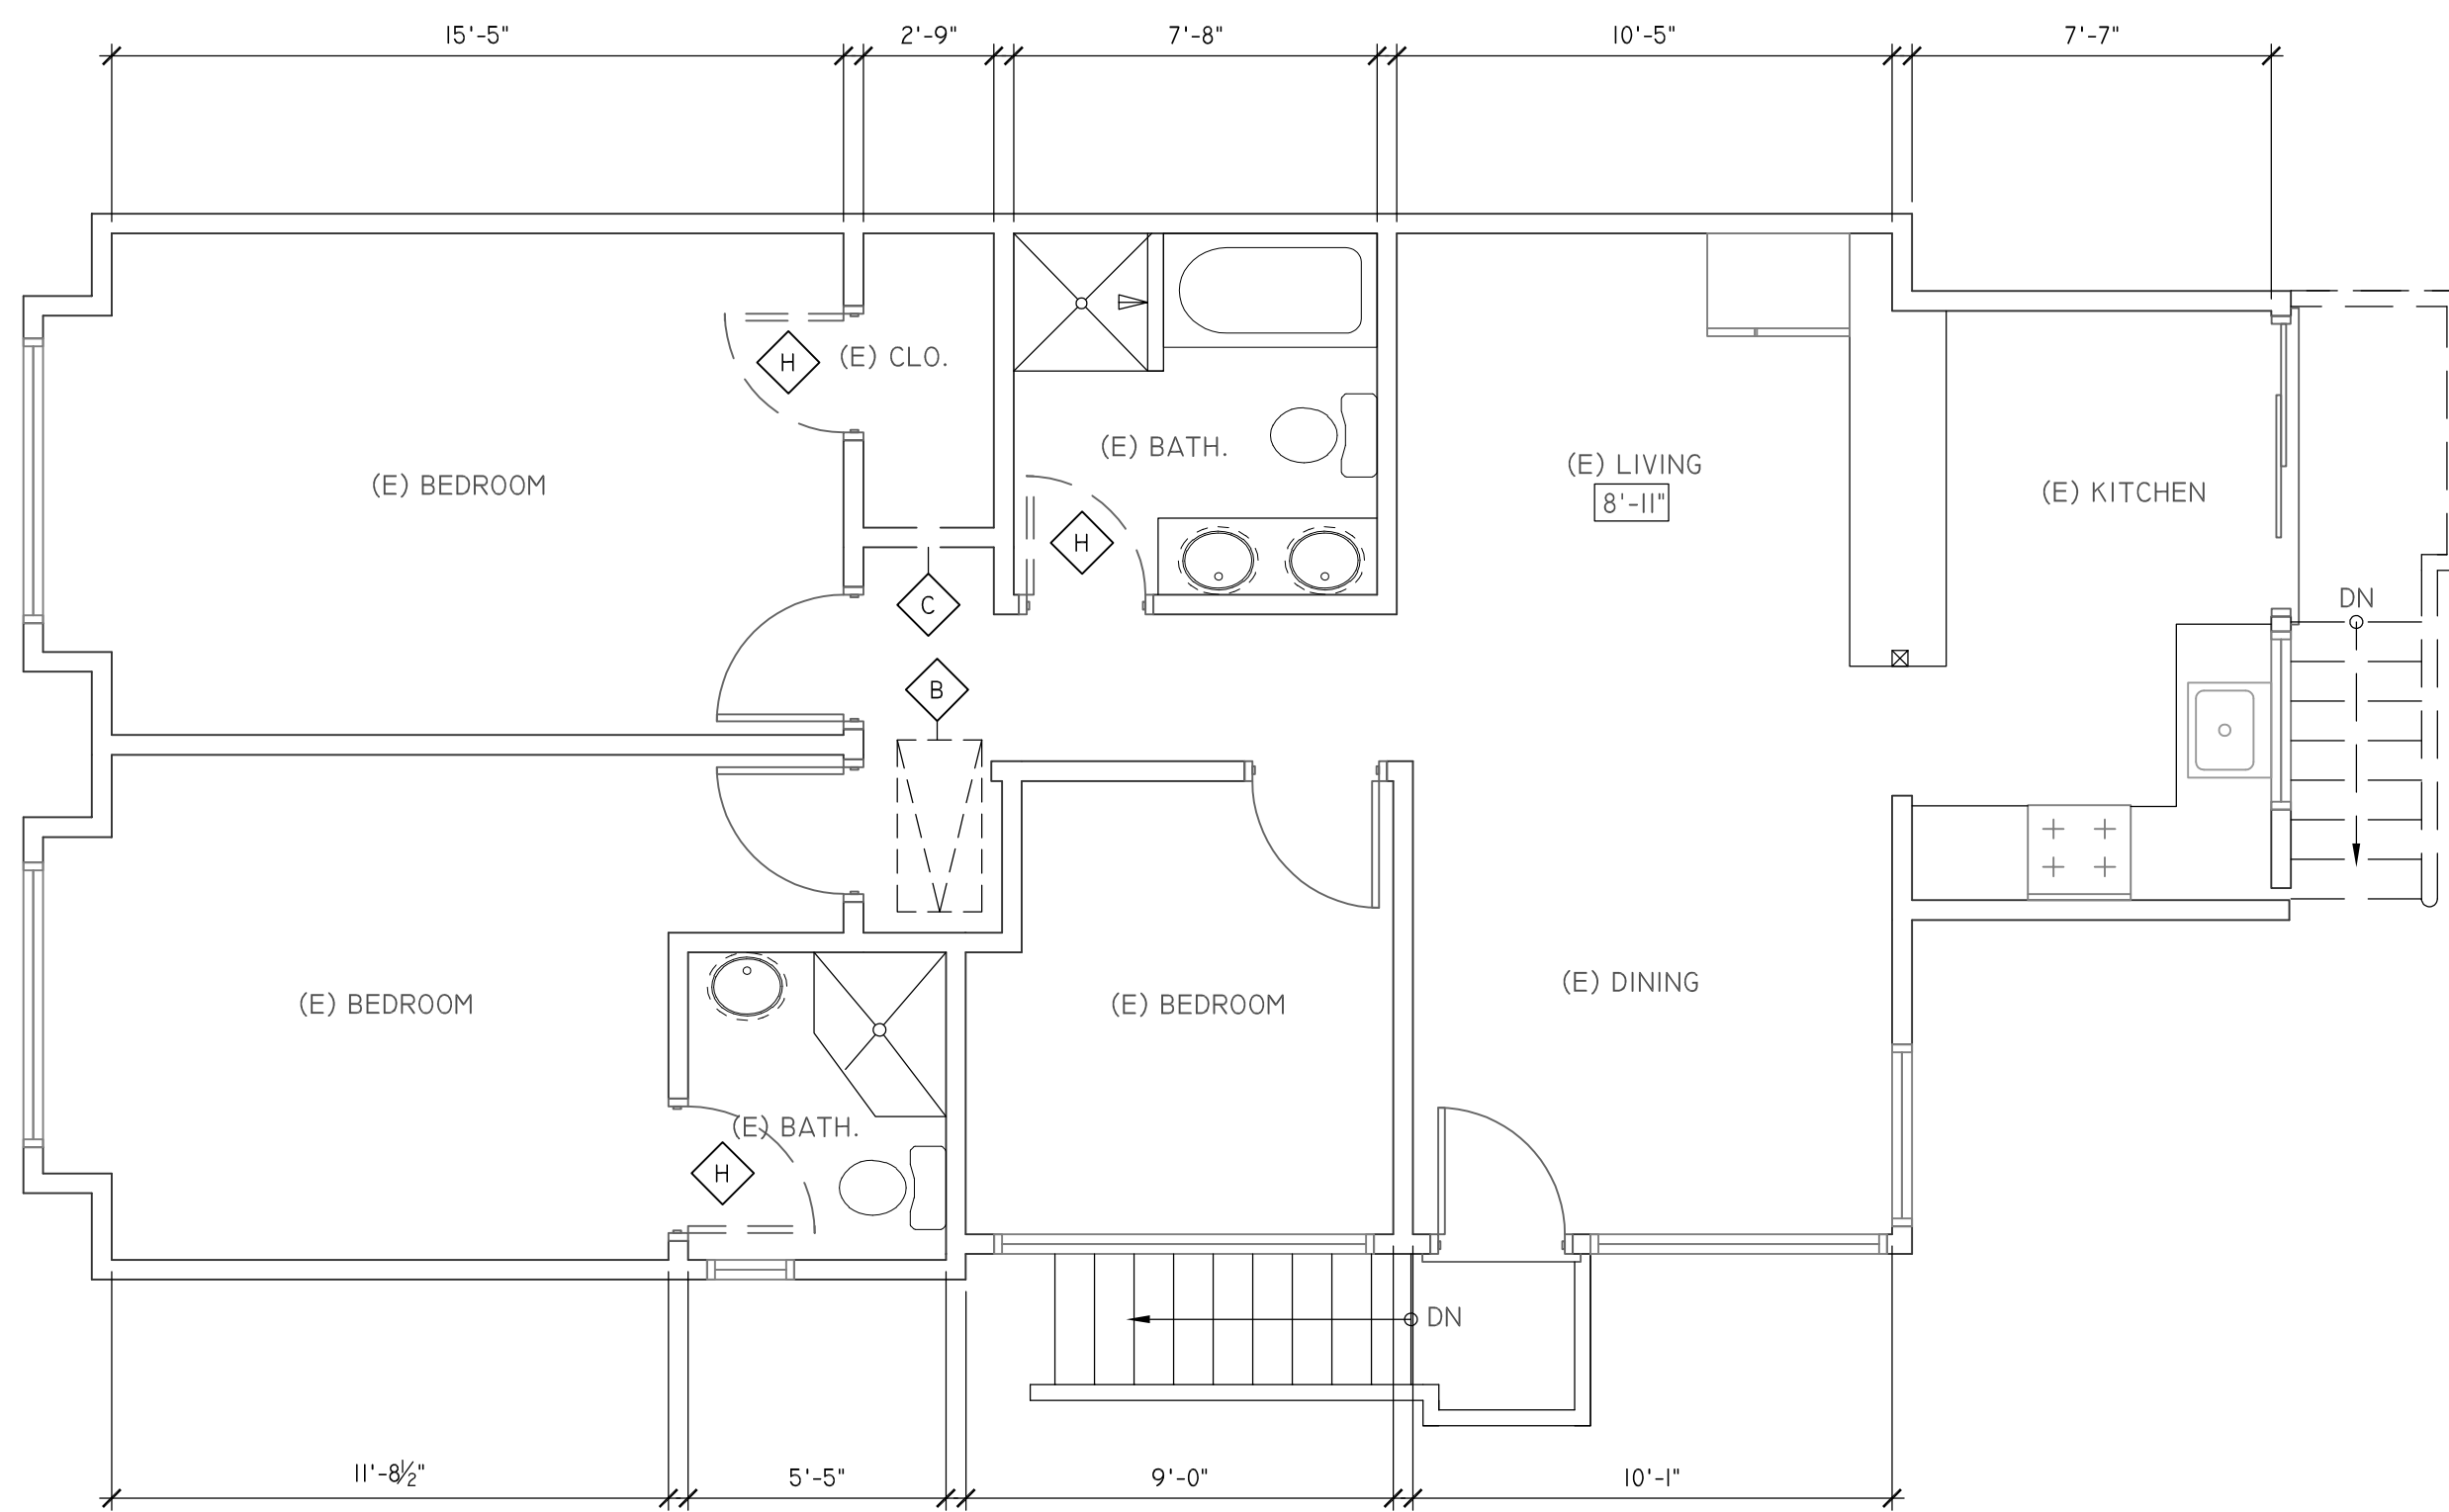 15'-5"
2'-9"
7'-8"
10'-5"
7'-7"
H
(E) CLO.
(E) BATH.
(E) LIVING
8'-11"
(E) BEDROOM
(E) KITCHEN
H
C
DN
B
(E) BEDROOM
(E) BEDROOM
(E) DINING
(E) BATH.
H
DN
11'-8½"
5'-5"
9'-0"
10'-1"